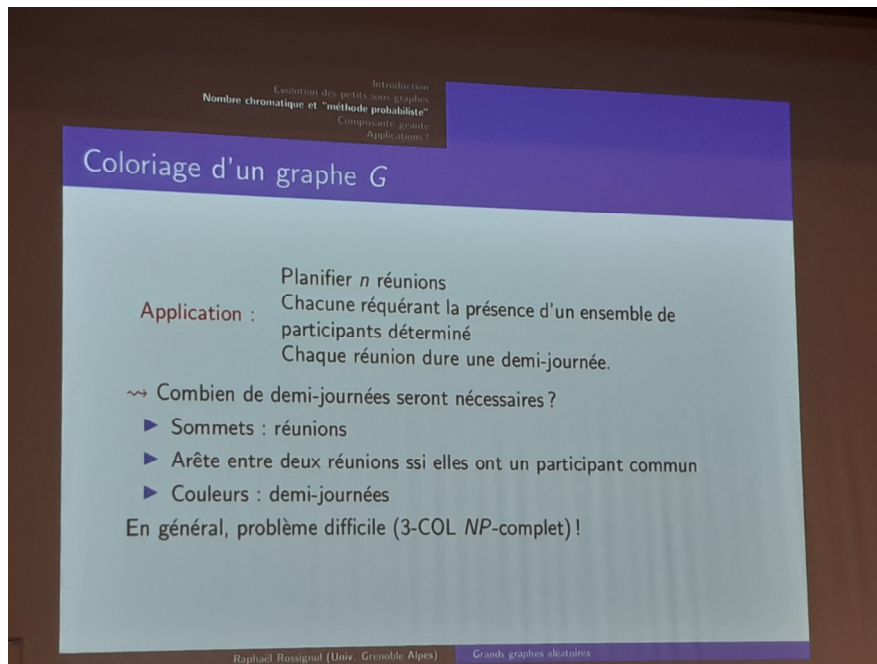 Introduction
Evolution des petits sous graphes
Nombre chromatique et "méthode probabiliste"
Composante géante
Applications ?
Coloriage d'un graphe G
Planifier n réunions
Application :
Chacune réquérant la présence d'un ensemble de
participants déterminé
Chaque réunion dure une demi-journée.
⇝ Combien de demi-journées seront nécessaires ?
▶ Sommets : réunions
▶ Arête entre deux réunions ssi elles ont un participant commun
▶ Couleurs : demi-journées
En général, problème difficile (3-COL NP-complet) !
Raphaël Rossignol (Univ. Grenoble Alpes) Grands graphes aléatoires